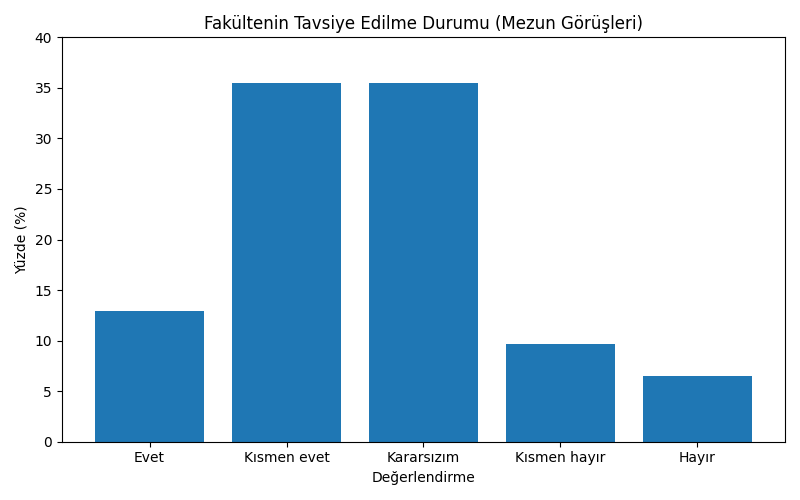 Fakültenin Tavsiye Edilme Durumu (Mezun Görüşleri)
Yüzde (%)
40
35
30
25
20
15
10
5
0
Evet
Kısmen evet
Kararsızım
Kısmen hayır
Hayır
Değerlendirme